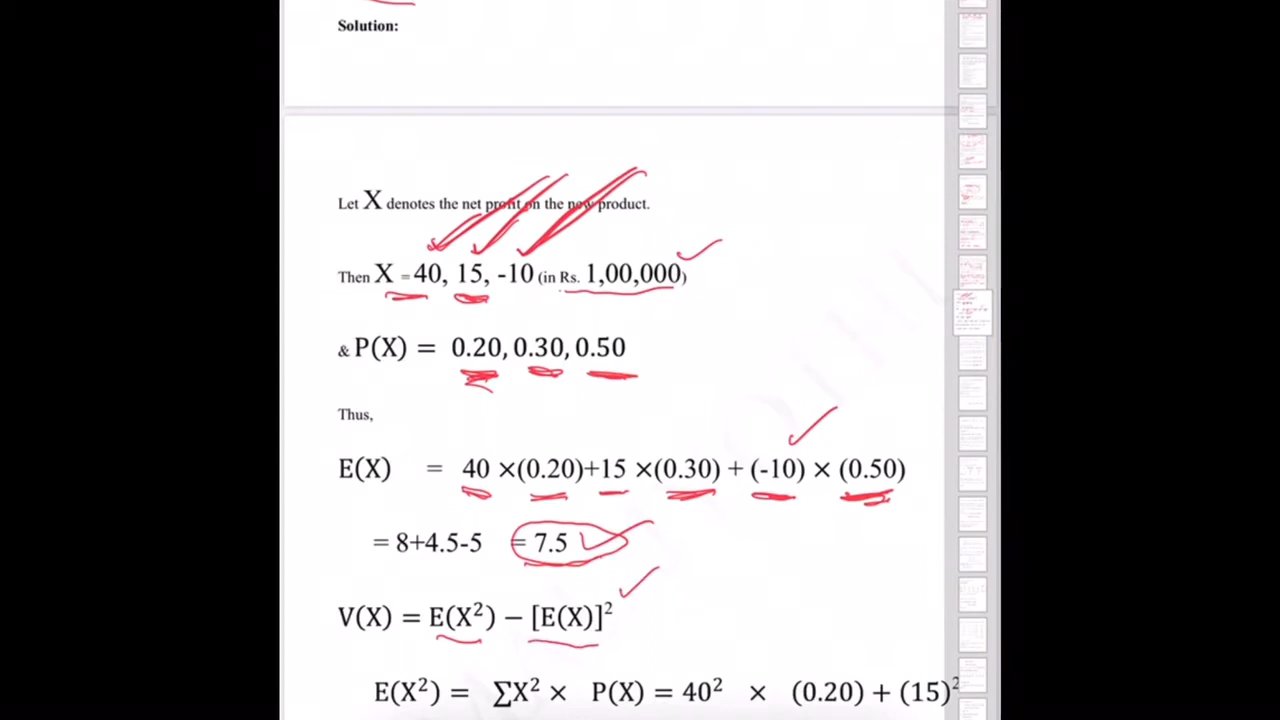 Solution:
Let X denotes the net profit on the new product.
Then X = 40, 15, -10 (in Rs. 1,00,000)
& P(X) = 0.20, 0.30, 0.50
Thus,
E(X) = 40 ×(0.20)+15 ×(0.30) + (-10) × (0.50)
= 8+4.5-5 = 7.5
V(X) = E(X²) − [E(X)]²
E(X²) = ∑X² × P(X) = 40² × (0.20) + (15)²